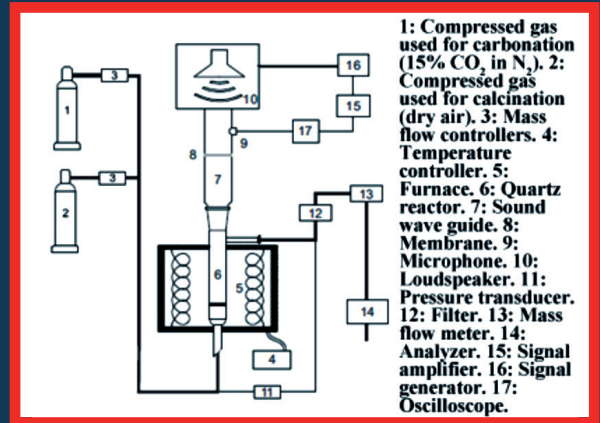 1: Compressed gas
used for carbonation
(15% CO₂ in N₂). 2:
Compressed gas
used for calcination
(dry air). 3: Mass
flow controllers. 4:
Temperature
controller. 5:
Furnace. 6: Quartz
reactor. 7: Sound
wave guide. 8:
Membrane. 9:
Microphone. 10:
Loudspeaker. 11:
Pressure transducer.
12: Filter. 13: Mass
flow meter. 14:
Analyzer. 15: Signal
amplifier. 16: Signal
generator. 17:
Oscilloscope.
3
16
10
15
1
17
9
8
3
7
13
12
2
6
5
14
4
11